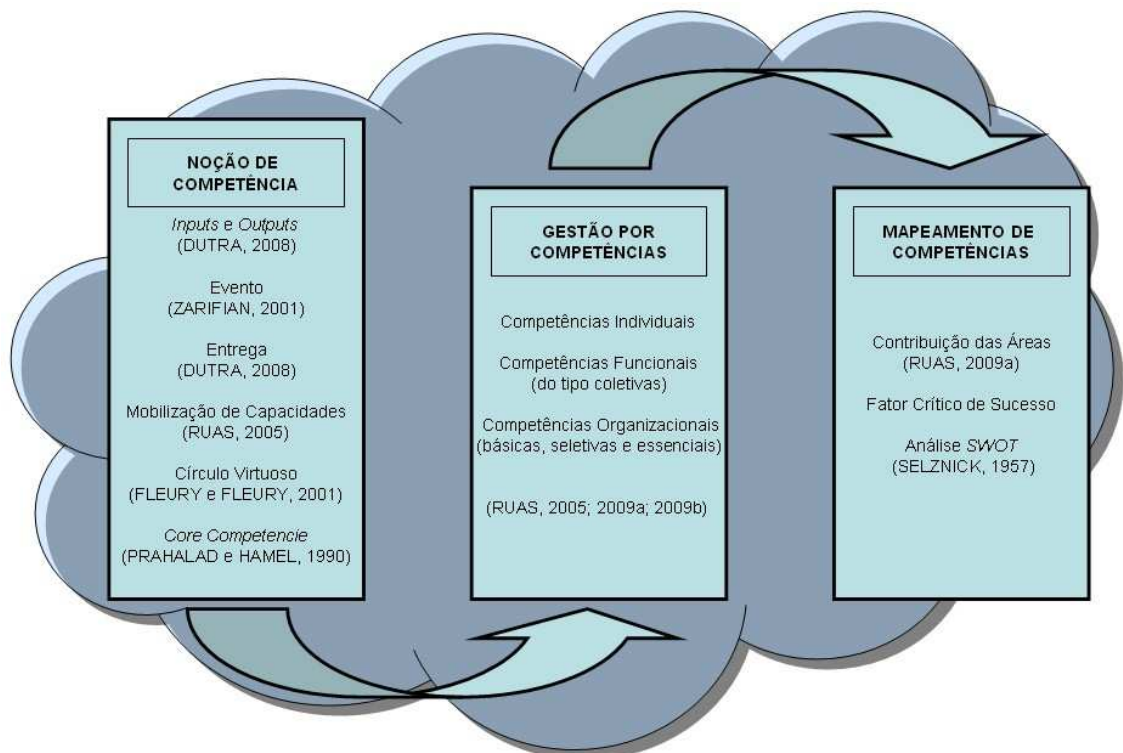 NOÇÃO DE
COMPETÊNCIA
Inputs e Outputs
(DUTRA, 2008)
Evento
(ZARIFIAN, 2001)
Entrega
(DUTRA, 2008)
Mobilização de Capacidades
(RUAS, 2005)
Círculo Virtuoso
(FLEURY e FLEURY, 2001)
Core Competencie
(PRAHALAD e HAMEL, 1990)
GESTÃO POR
COMPETÊNCIAS
Competências Individuais
Competências Funcionais
(do tipo coletivas)
Competências Organizacionais
(básicas, seletivas e essenciais)
(RUAS, 2005; 2009a; 2009b)
MAPEAMENTO DE
COMPETÊNCIAS
Contribuição das Áreas
(RUAS, 2009a)
Fator Crítico de Sucesso
Análise SWOT
(SELZNICK, 1957)